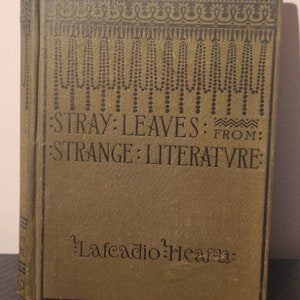 :STRAY:LEAVES: FROM
:STRANGE:LITERATVRE:
Lafcadio Hearn